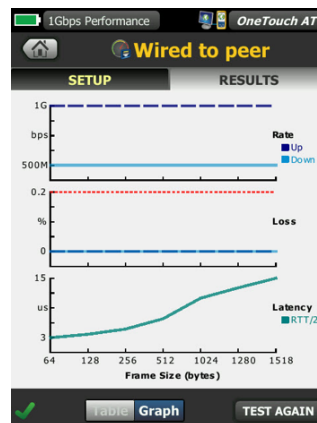 1Gbps Performance
OneTouch AT
Wired to peer
SETUP
RESULTS
1G
bps
500M
Rate
Up
Down
0.2
%
0
Loss
15
us
3
Latency
RTT/2
64 128 256 512 1024 1280 1518
Frame Size (bytes)
Table Graph
TEST AGAIN